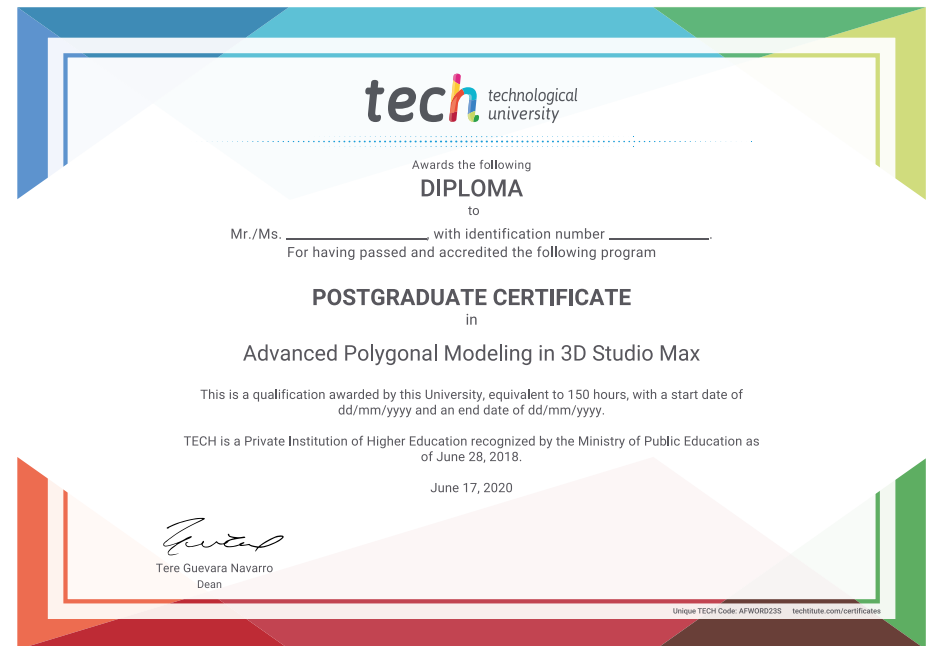 tech technological
university
Awards the following
DIPLOMA
to
Mr./Ms. __________________, with identification number _____________.
For having passed and accredited the following program
POSTGRADUATE CERTIFICATE
in
Advanced Polygonal Modeling in 3D Studio Max
This is a qualification awarded by this University, equivalent to 150 hours, with a start date of
dd/mm/yyyy and an end date of dd/mm/yyyy.
TECH is a Private Institution of Higher Education recognized by the Ministry of Public Education as
of June 28, 2018.
June 17, 2020
Tere Guevara Navarro
Dean
Unique TECH Code: AFWORD23S techtitute.com/certificates